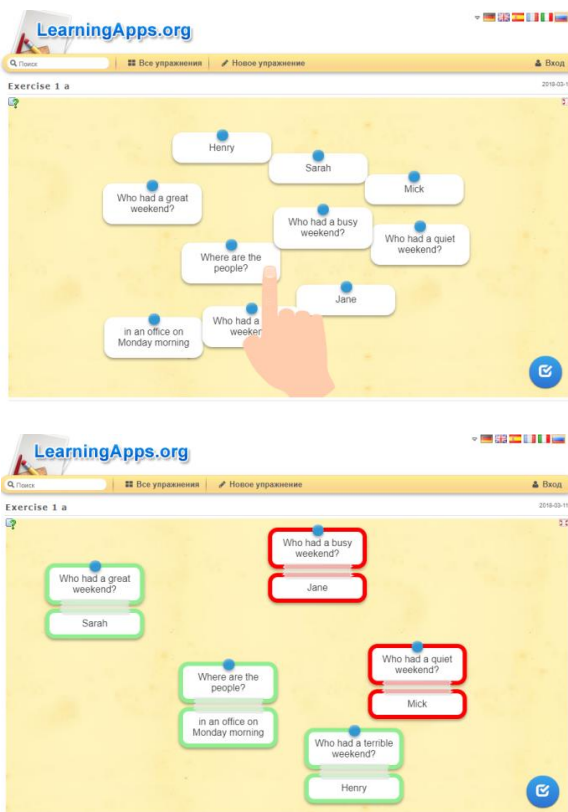 LearningApps.org
Поиск
Все упражнения
Новое упражнение
Вход
Exercise 1 a
Henry
Sarah
Mick
Who had a great
weekend?
Who had a busy
weekend?
Who had a quiet
weekend?
Where are the
people?
Jane
in an office on
Monday morning
Who had a
LearningApps.org
Поиск
Все упражнения
Новое упражнение
Вход
Exercise 1 a
2018-03-11
Who had a busy
weekend?
Jane
Who had a great
weekend?
Sarah
Who had a quiet
weekend?
Mick
Where are the
people?
in an office on
Monday morning
Who had a terrible
weekend?
Henry